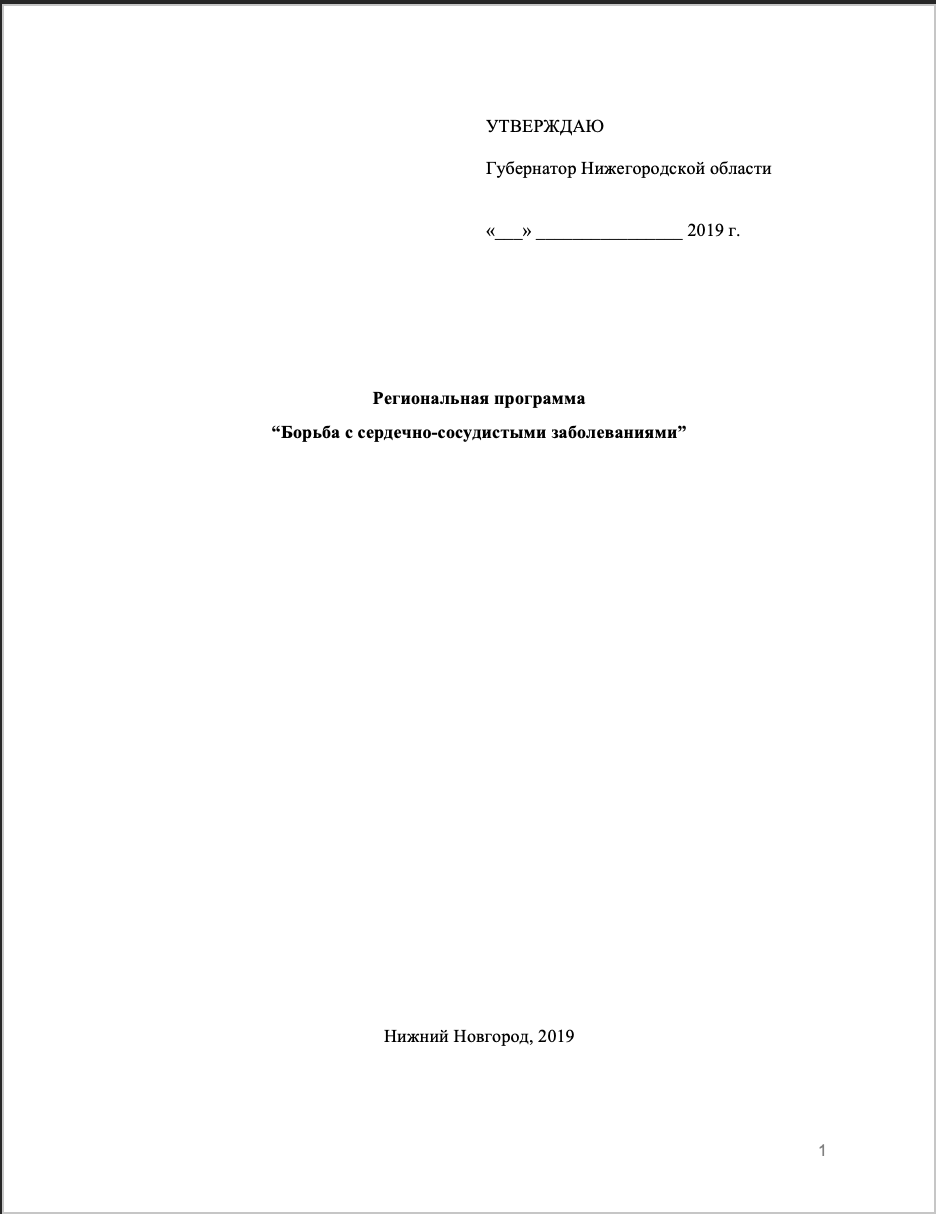 УТВЕРЖДАЮ
Губернатор Нижегородской области
«___» ________________ 2019 г.
Региональная программа
“Борьба с сердечно-сосудистыми заболеваниями”
Нижний Новгород, 2019
1